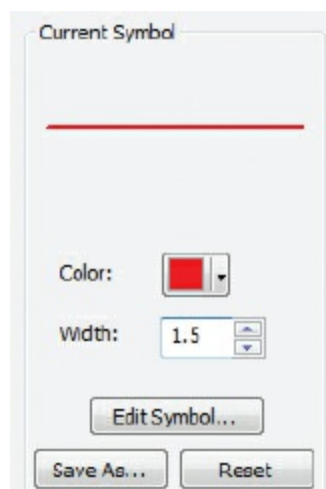 Current Symbol
Color:
Width: 1.5
Edit Symbol...
Save As... Reset